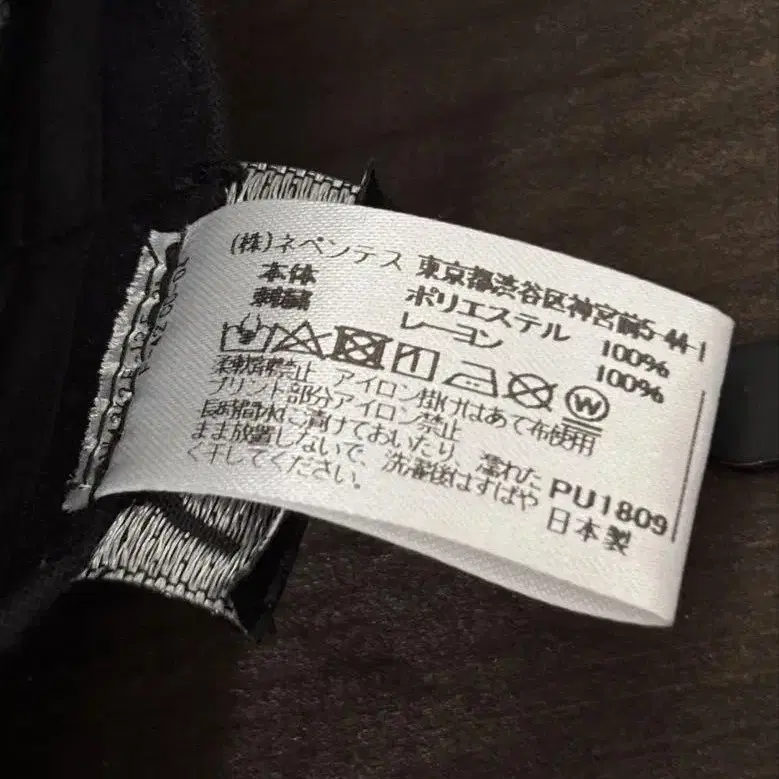 (株)ネペンテス 東京都渋谷区神宮前5-44-1
本体 ポリエステル 100%
刺繍 レーヨン 100%
柔軟剤禁止 アイロン掛けはあて布使用
プリント部分アイロン禁止
長時間水に漬けておいたり、濡れた
まま放置しないで、洗濯後はすばや
く干してください。
PU1809
日本製